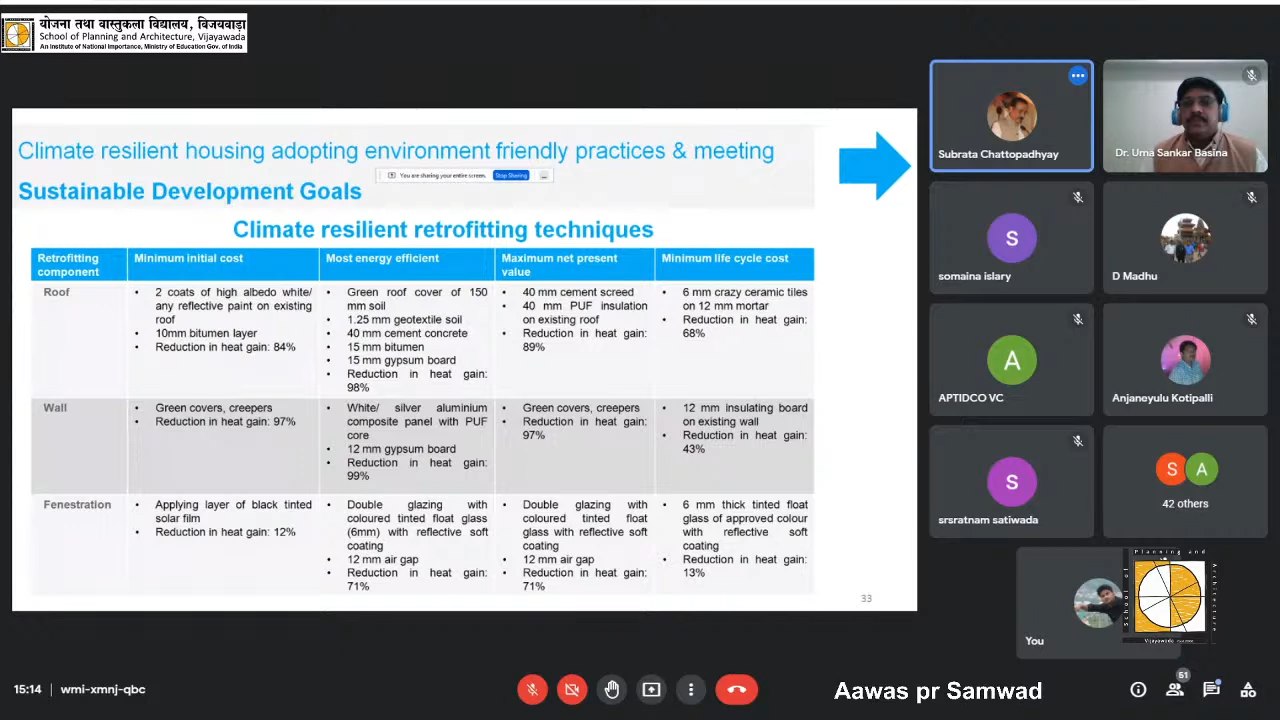 योजना तथा वास्तुकला विद्यालय, विजयवाड़ा
School of Planning and Architecture, Vijayawada
An Institute of National Importance, Ministry of Education Gov. of India
Climate resilient housing adopting environment friendly practices & meeting
Sustainable Development Goals
You are sharing your entire screen.
Stop Sharing
Climate resilient retrofitting techniques
Retrofitting
component
Minimum initial cost
Most energy efficient
Maximum net present
value
Minimum life cycle cost
Roof
• 2 coats of high albedo white/
any reflective paint on existing
roof
• 10mm bitumen layer
• Reduction in heat gain: 84%
• Green roof cover of 150
mm soil
• 1.25 mm geotextile soil
• 40 mm cement concrete
• 15 mm bitumen
• 15 mm gypsum board
• Reduction in heat gain:
98%
• 40 mm cement screed
• 40 mm PUF insulation
on existing roof
• Reduction in heat gain:
89%
• 6 mm crazy ceramic tiles
on 12 mm mortar
• Reduction in heat gain:
68%
Wall
• Green covers, creepers
• Reduction in heat gain: 97%
• White/ silver aluminium
composite panel with PUF
core
• 12 mm gypsum board
• Reduction in heat gain:
99%
• Green covers, creepers
• Reduction in heat gain:
97%
• 12 mm insulating board
on existing wall
• Reduction in heat gain:
43%
Fenestration
• Applying layer of black tinted
solar film
• Reduction in heat gain: 12%
• Double glazing with
coloured tinted float glass
(6mm) with reflective soft
coating
• 12 mm air gap
• Reduction in heat gain:
71%
• Double glazing with
coloured tinted float
glass with reflective soft
coating
• 12 mm air gap
• Reduction in heat gain:
71%
• 6 mm thick tinted float
glass of approved colour
with reflective soft
coating
• Reduction in heat gain:
13%
33
Subrata Chattopadhyay
Dr. Uma Sankar Basina
S
somaina islary
D Madhu
A
APTIDCO VC
Anjaneyulu Kotipalli
S
srsratnam satiwada
S A
42 others
You
School of
Planning and
Architecture
Vijayawada
15:14 | wmi-xmnj-qbc
Aawas pr Samwad
51